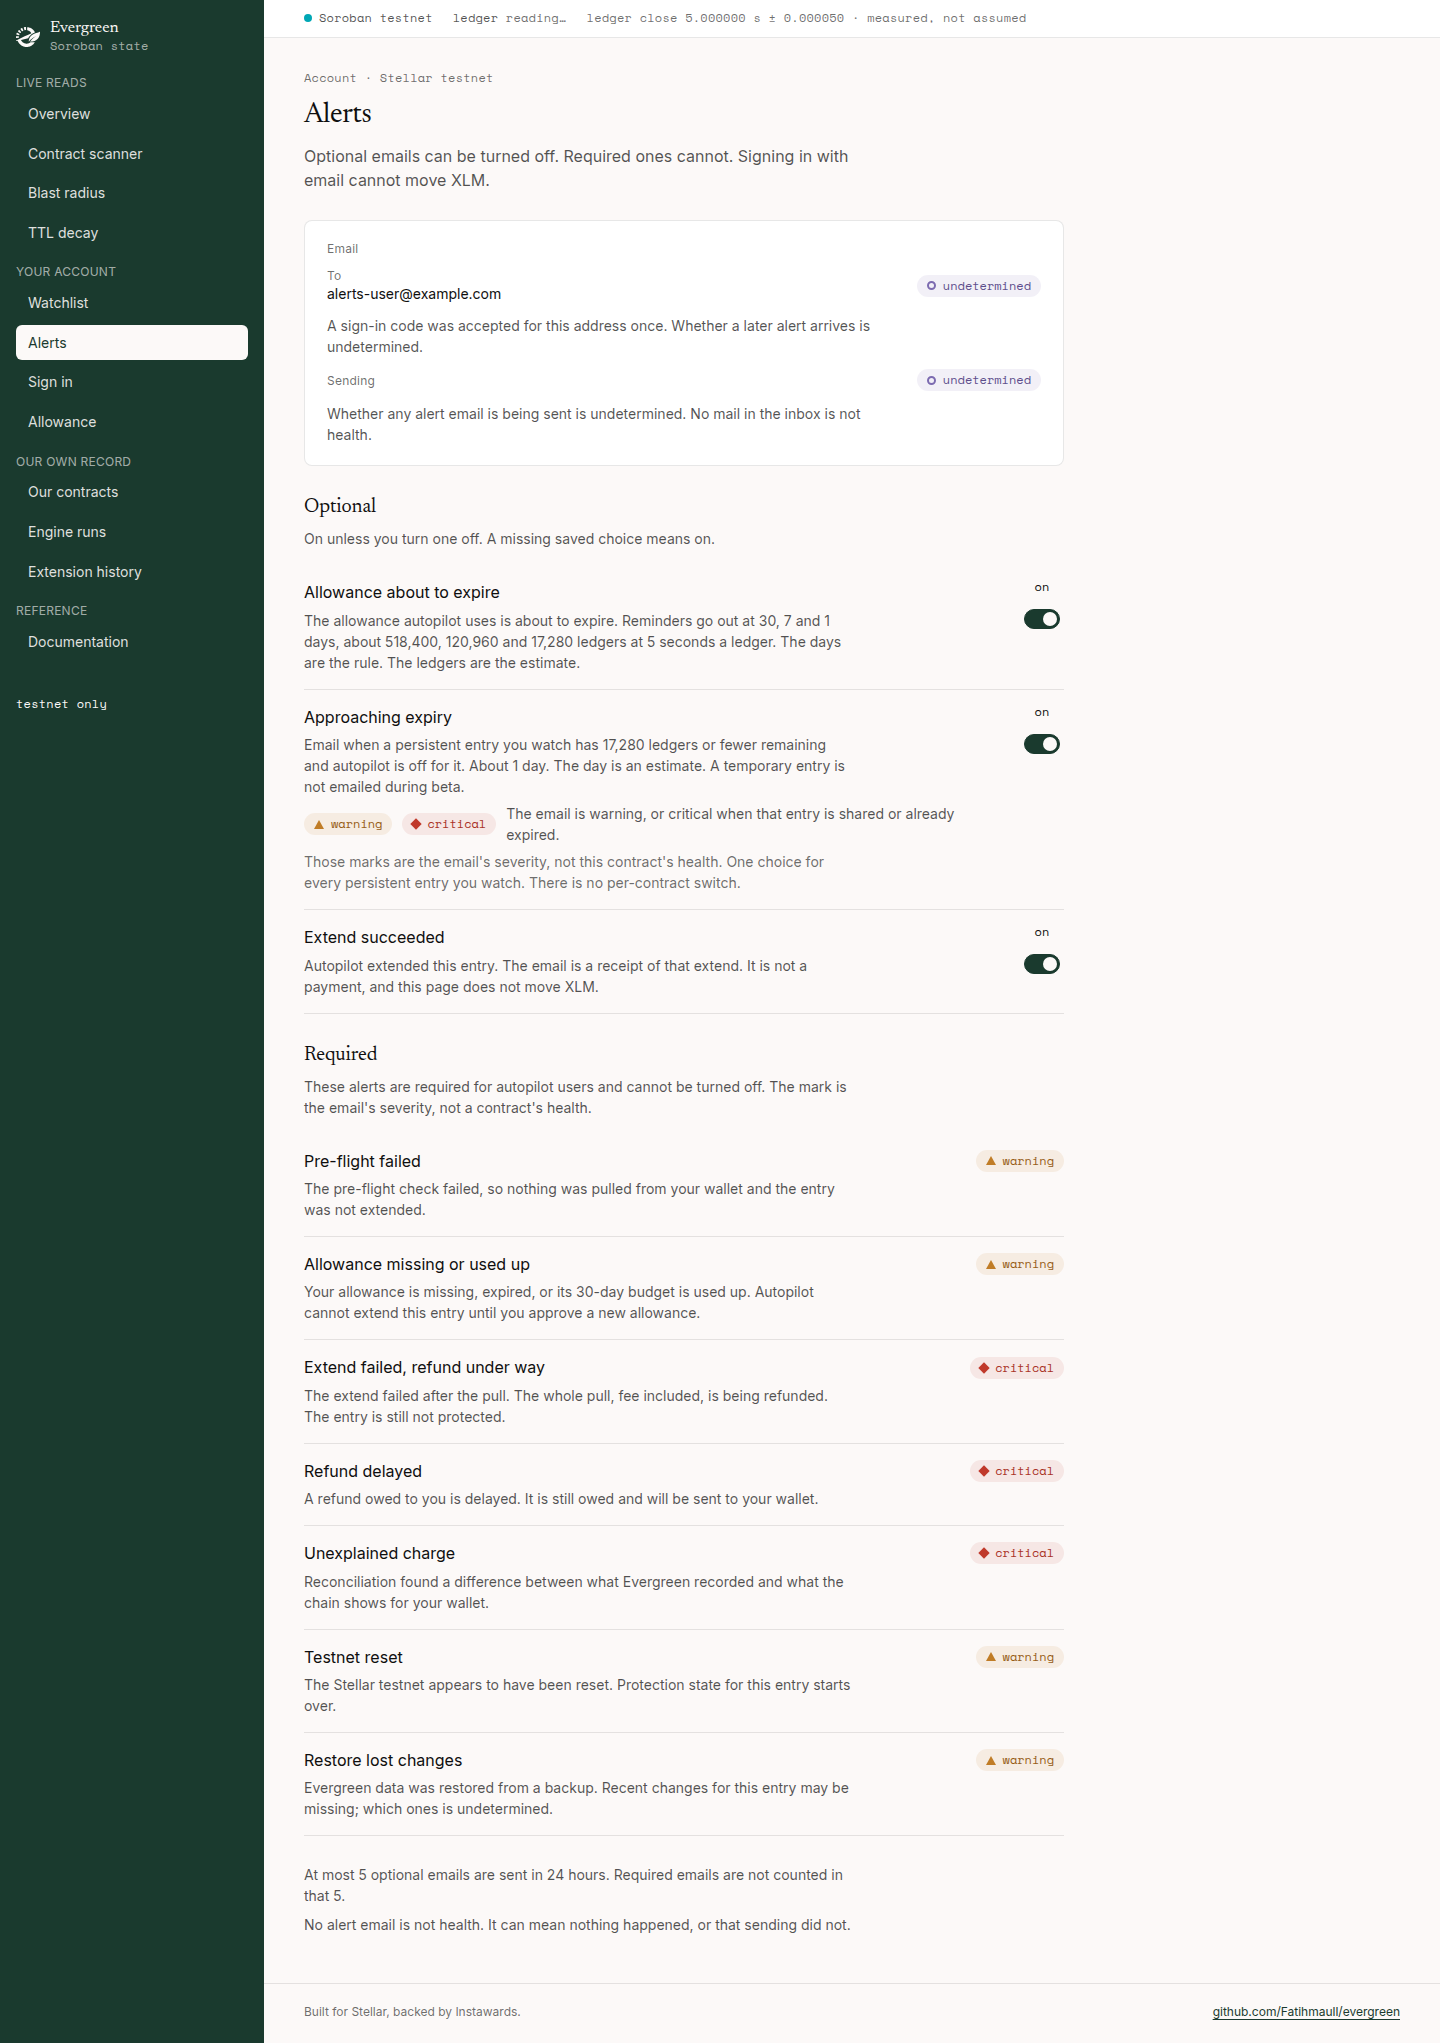 Evergreen
Soroban state
LIVE READS
Overview
Contract scanner
Blast radius
TTL decay
YOUR ACCOUNT
Watchlist
Alerts
Sign in
Allowance
OUR OWN RECORD
Our contracts
Engine runs
Extension history
REFERENCE
Documentation
testnet only
Soroban testnet ledger reading… ledger close 5.000000 s ± 0.000050 · measured, not assumed
Account · Stellar testnet
Alerts
Optional emails can be turned off. Required ones cannot. Signing in with
email cannot move XLM.
Email
To
alerts-user@example.com
undetermined
A sign-in code was accepted for this address once. Whether a later alert arrives is
undetermined.
Sending
undetermined
Whether any alert email is being sent is undetermined. No mail in the inbox is not
health.
Optional
On unless you turn one off. A missing saved choice means on.
Allowance about to expire
on
The allowance autopilot uses is about to expire. Reminders go out at 30, 7 and 1
days, about 518,400, 120,960 and 17,280 ledgers at 5 seconds a ledger. The days
are the rule. The ledgers are the estimate.
Approaching expiry
on
Email when a persistent entry you watch has 17,280 ledgers or fewer remaining
and autopilot is off for it. About 1 day. The day is an estimate. A temporary entry is
not emailed during beta.
warning
critical
The email is warning, or critical when that entry is shared or already
expired.
Those marks are the email's severity, not this contract's health. One choice for
every persistent entry you watch. There is no per-contract switch.
Extend succeeded
on
Autopilot extended this entry. The email is a receipt of that extend. It is not a
payment, and this page does not move XLM.
Required
These alerts are required for autopilot users and cannot be turned off. The mark is
the email's severity, not a contract's health.
Pre-flight failed
warning
The pre-flight check failed, so nothing was pulled from your wallet and the entry
was not extended.
Allowance missing or used up
warning
Your allowance is missing, expired, or its 30-day budget is used up. Autopilot
cannot extend this entry until you approve a new allowance.
Extend failed, refund under way
critical
The extend failed after the pull. The whole pull, fee included, is being refunded.
The entry is still not protected.
Refund delayed
critical
A refund owed to you is delayed. It is still owed and will be sent to your wallet.
Unexplained charge
critical
Reconciliation found a difference between what Evergreen recorded and what the
chain shows for your wallet.
Testnet reset
warning
The Stellar testnet appears to have been reset. Protection state for this entry starts
over.
Restore lost changes
warning
Evergreen data was restored from a backup. Recent changes for this entry may be
missing; which ones is undetermined.
At most 5 optional emails are sent in 24 hours. Required emails are not counted in
that 5.
No alert email is not health. It can mean nothing happened, or that sending did not.
Built for Stellar, backed by Instawards.
github.com/Fatihmaull/evergreen